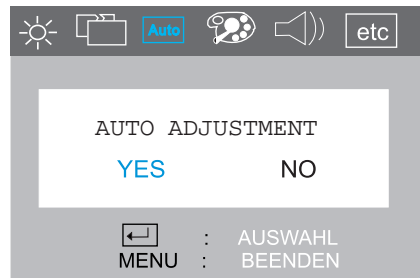 Auto etc
AUTO ADJUSTMENT
YES NO
: AUSWAHL
MENU : BEENDEN